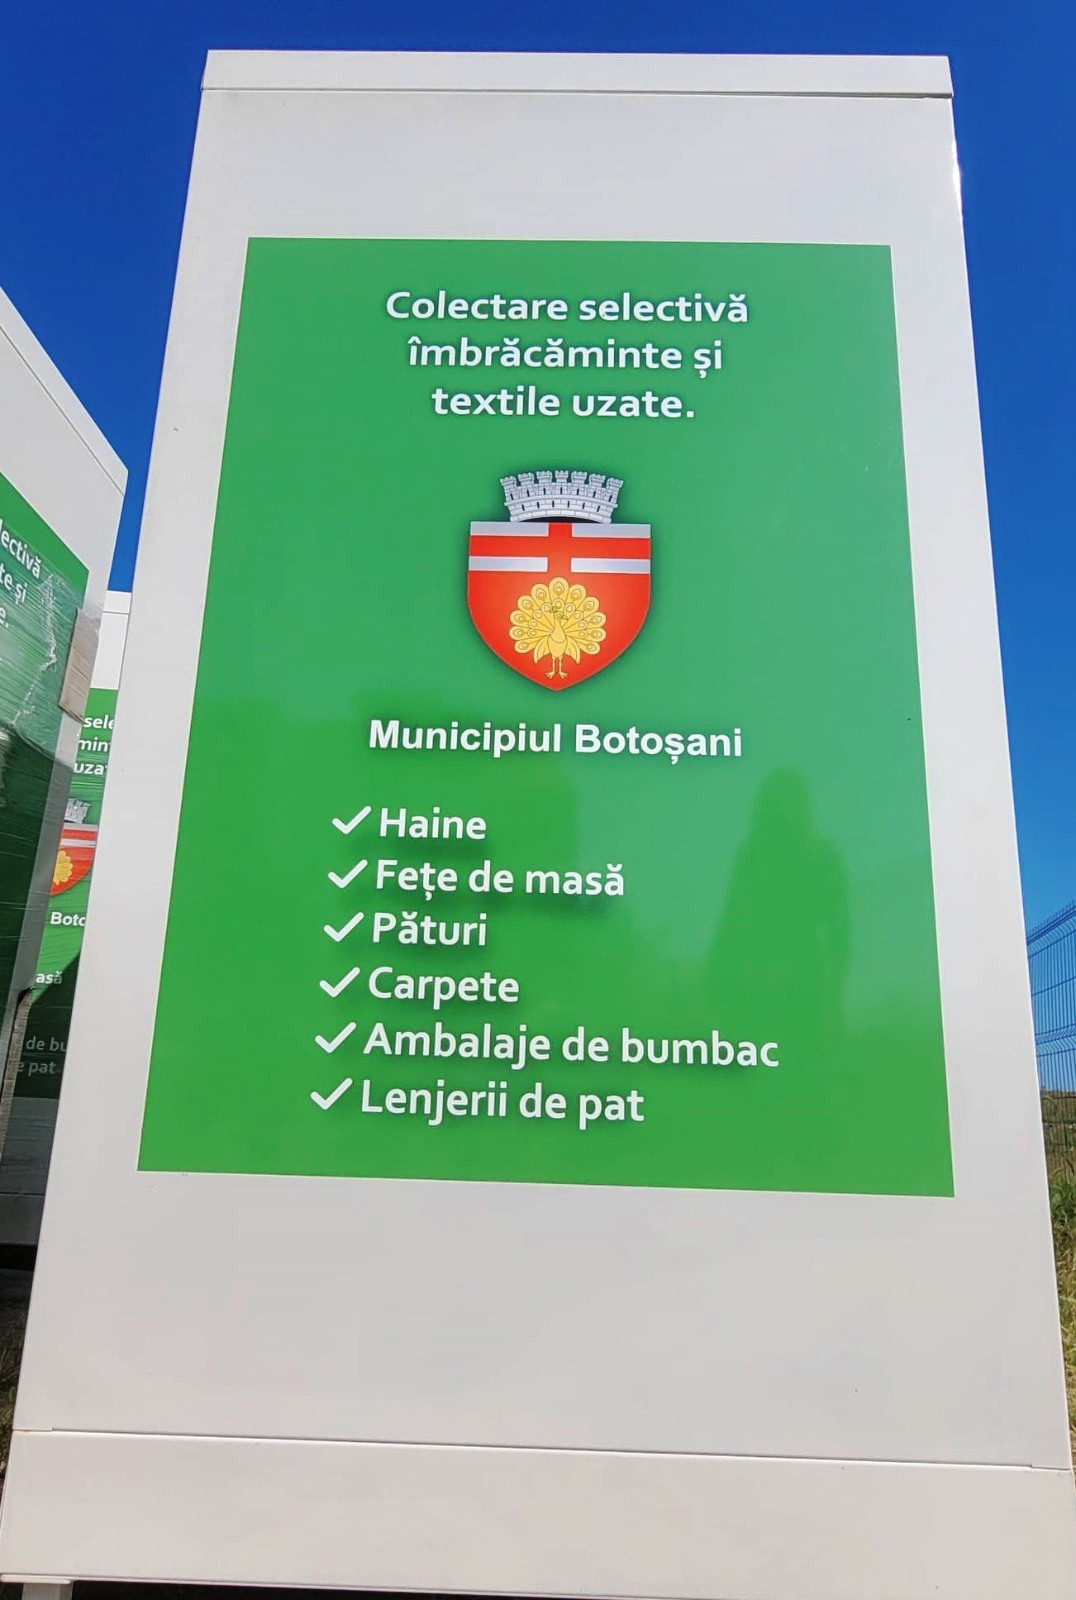 Colectare selectivă
îmbrăcăminte și
textile uzate.
Municipiul Botoșani
✓ Haine
✓ Fețe de masă
✓ Pături
✓ Carpete
✓ Ambalaje de bumbac
✓ Lenjerii de pat